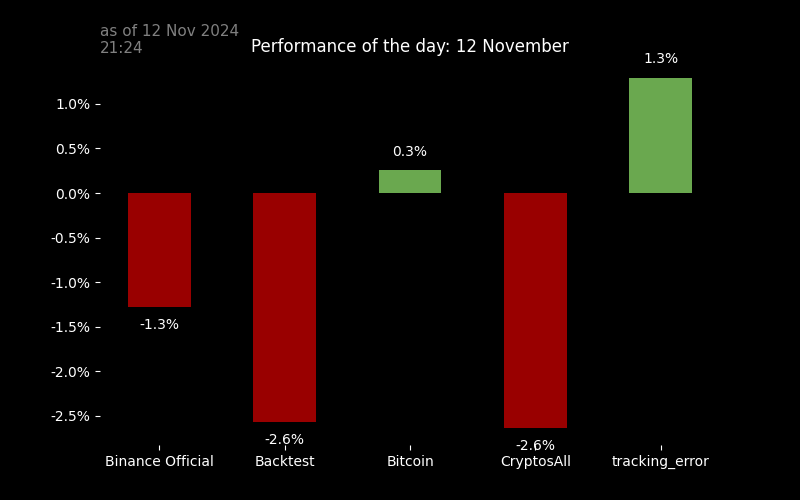 as of 12 Nov 2024
21:24
Performance of the day: 12 November
1.3%
1.0%
0.5%
0.3%
0.0%
-0.5%
-1.0%
-1.3%
-1.5%
-2.0%
-2.5%
-2.6%
-2.6%
Binance Official
Backtest
Bitcoin
CryptosAll
tracking_error